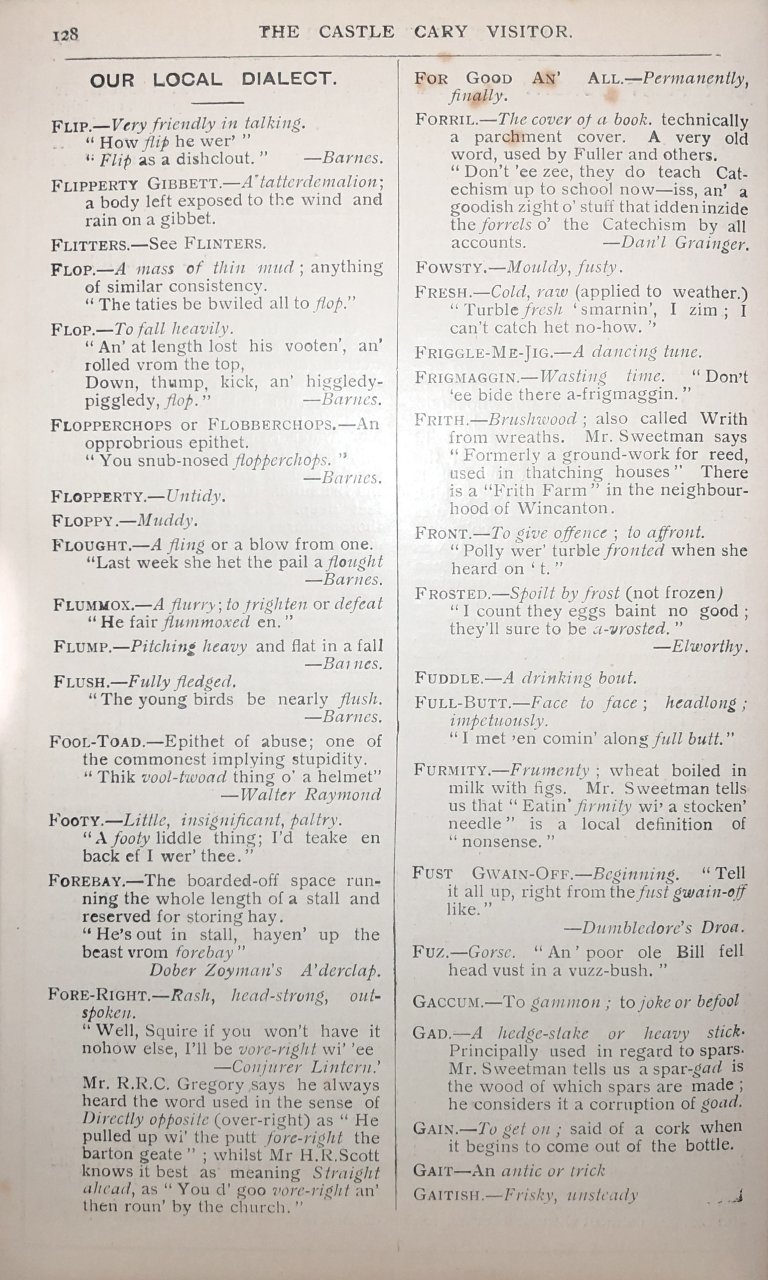 128
THE CASTLE CARY VISITOR.
OUR LOCAL DIALECT.
FLIP.—Very friendly in talking.
“ How flip he wer’ ”
“ Flip as a dishclout. ” —Barnes.
FLIPPERTY GIBBETT.—A tatterdemalion;
a body left exposed to the wind and
rain on a gibbet.
FLITTERS.—See FLINTERS.
FLOP.—A mass of thin mud ; anything
of similar consistency.
“ The taties be bwiled all to flop.”
FLOP.—To fall heavily.
“ An’ at length lost his vooten’, an’
rolled vrom the top,
Down, thump, kick, an’ higgledy-
piggledy, flop. ” —Barnes.
FLOPPERCHOPS or FLOBBERCHOPS.—An
opprobrious epithet.
“ You snub-nosed flopperchops. ”
—Barnes.
FLOPPERTY.—Untidy.
FLOPPY.—Muddy.
FLOUGHT.—A fling or a blow from one.
“Last week she het the pail a flought
—Barnes.
FLUMMOX.—A flurry; to frighten or defeat
“ He fair flummoxed en. ”
FLUMP.—Pitching heavy and flat in a fall
—Barnes.
FLUSH.—Fully fledged.
“The young birds be nearly flush.
—Barnes.
FOOL-TOAD.—Epithet of abuse; one of
the commonest implying stupidity.
“ Thik vool-twoad thing o’ a helmet”
—Walter Raymond
FOOTY.—Little, insignificant, paltry.
“A footy liddle thing; I’d teake en
back ef I wer’ thee. ”
FOREBAY.—The boarded-off space run-
ning the whole length of a stall and
reserved for storing hay.
“ He’s out in stall, hayen’ up the
beast vrom forebay ”
Dober Zoyman's A'derclap.
FORE-RIGHT.—Rash, head-strong, out-
spoken.
“ Well, Squire if you won’t have it
nohow else, I’ll be vore-right wi’ ’ee
—Conjurer Lintern.’
Mr. R.R.C. Gregory says he always
heard the word used in the sense of
Directly opposite (over-right) as “ He
pulled up wi’ the putt fore-right the
barton geate ” ; whilst Mr H.R.Scott
knows it best as meaning Straight
ahead, as “ You d’ goo vore-right an’
then roun’ by the church. ”
FOR GOOD AN’ ALL.—Permanently,
finally.
FORRIL.—The cover of a book. technically
a parchment cover. A very old
word, used by Fuller and others.
“ Don’t ’ee zee, they do teach Cat-
echism up to school now—iss, an’ a
goodish zight o’ stuff that idden inzide
the forrels o’ the Catechism by all
accounts. —Dan’l Grainger.
FOWSTY.—Mouldy, fusty.
FRESH.—Cold, raw (applied to weather.)
“ Turble fresh ‘ smarnin’, I zim ; I
can’t catch het no-how. ”
FRIGGLE-ME-JIG.—A dancing tune.
FRIGMAGGIN.—Wasting time. “ Don’t
‘ee bide there a-frigmaggin. ”
FRITH.—Brushwood ; also called Writh
from wreaths. Mr. Sweetman says
“ Formerly a ground-work for reed,
used in thatching houses ” There
is a “Frith Farm ” in the neighbour-
hood of Wincanton.
FRONT.—To give offence ; to affront.
“ Polly wer’ turble fronted when she
heard on ‘ t. ”
FROSTED.—Spoilt by frost (not frozen)
“ I count they eggs baint no good ;
they’ll sure to be a-vrosted. ”
—Elworthy.
FUDDLE.—A drinking bout.
FULL-BUTT.—Face to face ; headlong ;
impetuously.
“ I met ’en comin’ along full butt.”
FURMITY.—Frumenty ; wheat boiled in
milk with figs. Mr. Sweetman tells
us that “ Eatin’ firmity wi’ a stocken’
needle ” is a local definition of
“ nonsense. ”
FUST GWAIN-OFF.—Beginning. “ Tell
it all up, right from the fust gwain-off
like.”
—Dumbledore’s Droa.
FUZ.—Gorse. “ An ’ poor ole Bill fell
head vust in a vuzz-bush. ”
GACCUM.—To gammon ; to joke or befool
GAD.—A hedge-stake or heavy stick.
Principally used in regard to spars.
Mr. Sweetman tells us a spar-gad is
the wood of which spars are made ;
he considers it a corruption of goad.
GAIN.—To get on ; said of a cork when
it begins to come out of the bottle.
GAIT—An antic or trick
GAITISH.—Frisky, unsteady